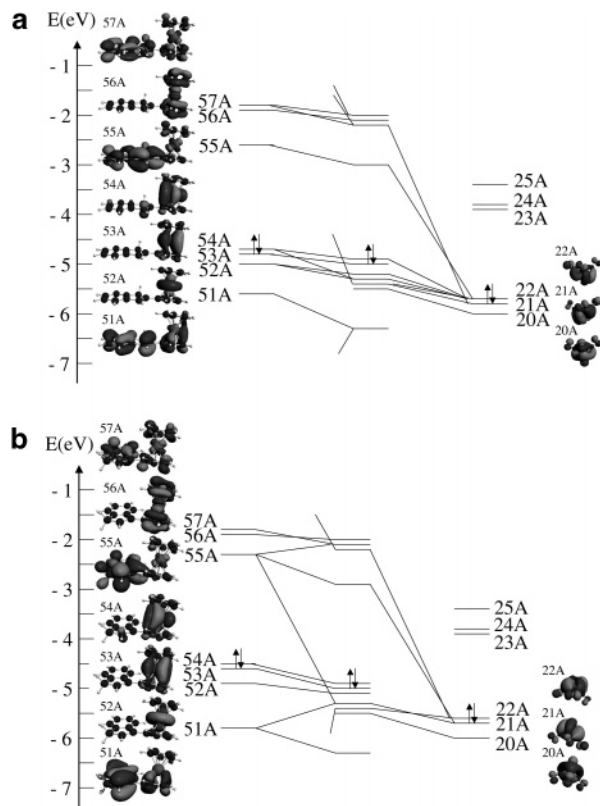 a
E(eV)
57A
- 1
56A
- 2
57A
56A
55A
55A
- 3
25A
54A
- 4
24A
23A
53A
54A
53A
- 5
52A
22A
52A
22A
51A
21A
21A
- 6
20A
51A
20A
- 7
b
E(eV)
57A
- 1
56A
57A
- 2
56A
55A
55A
- 3
25A
54A
24A
- 4
23A
53A
54A
53A
22A
- 5
52A
52A
22A
51A
21A
21A
- 6
20A
51A
20A
- 7